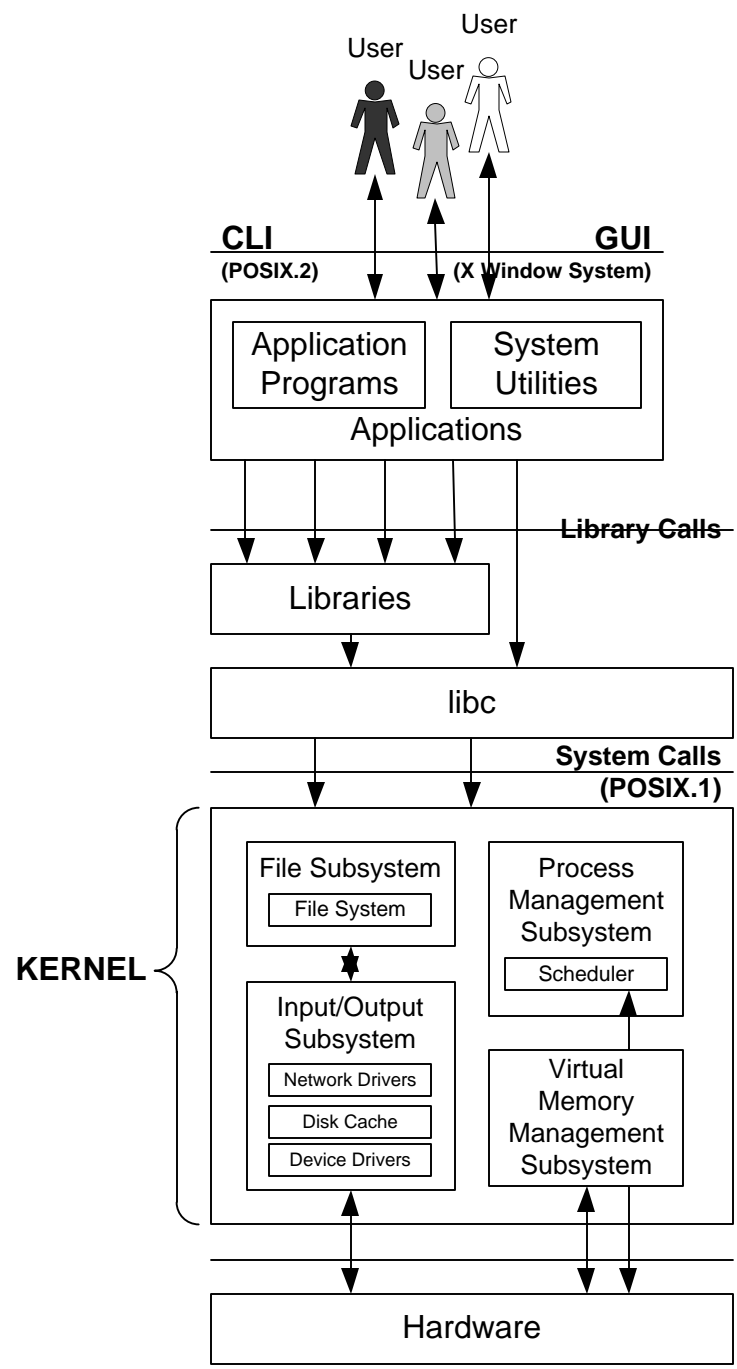 User
User
User
CLI
GUI
(POSIX.2)
(X Window System)
Application
Programs
System
Utilities
Applications
Library Calls
Libraries
libc
System Calls
(POSIX.1)
KERNEL
File Subsystem
File System
Input/Output
Subsystem
Network Drivers
Disk Cache
Device Drivers
Process
Management
Subsystem
Scheduler
Virtual
Memory
Management
Subsystem
Hardware